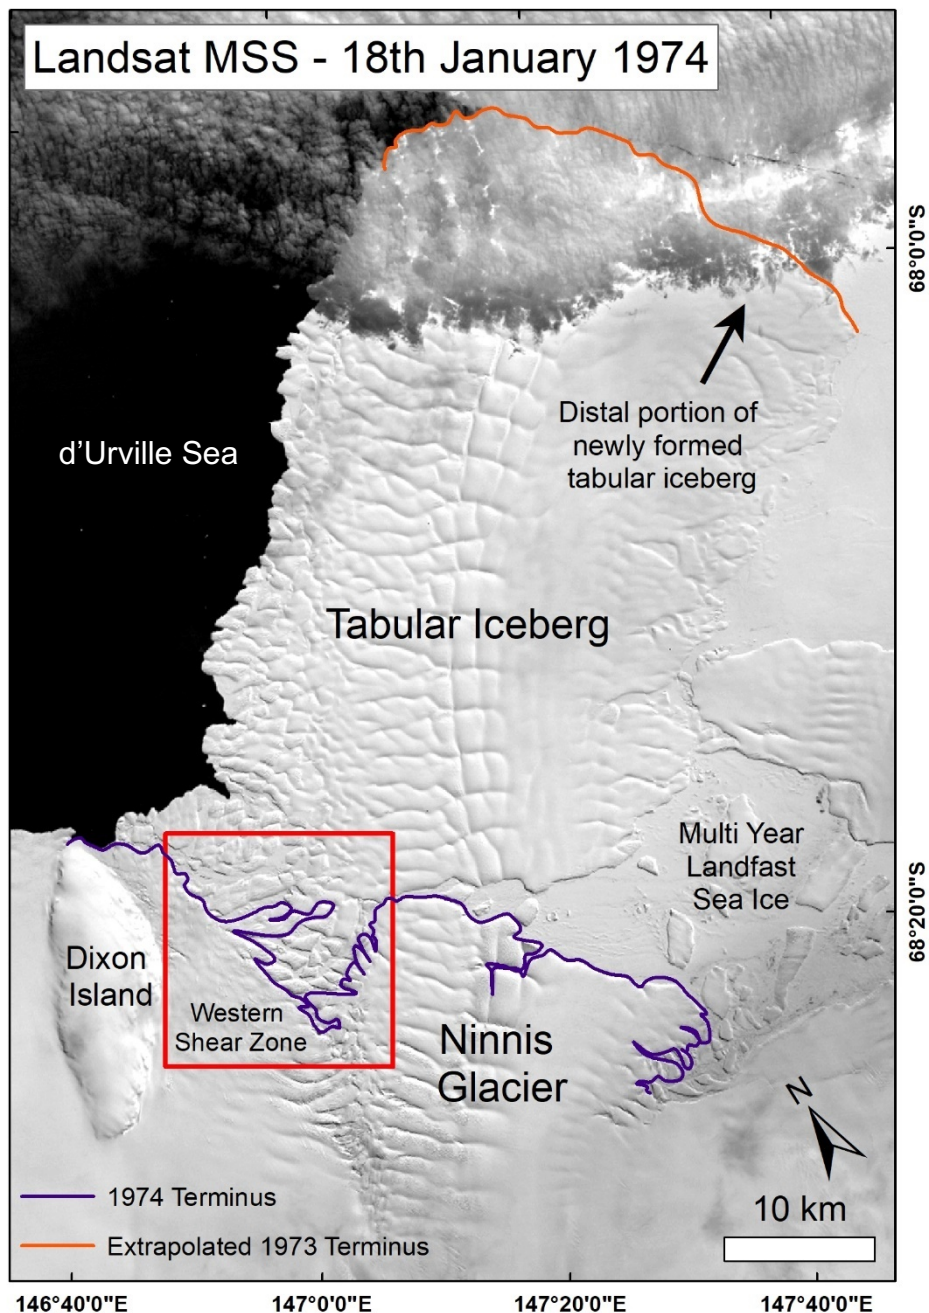 Landsat MSS - 18th January 1974
68°0'0"S
Distal portion of
newly formed
tabular iceberg
d'Urville Sea
Tabular Iceberg
Multi Year
Landfast
Sea Ice
68°20'0"S
Dixon
Island
Western
Shear Zone
Ninnis
Glacier
N
1974 Terminus
10 km
Extrapolated 1973 Terminus
146°40'0"E
147°0'0"E
147°20'0"E
147°40'0"E